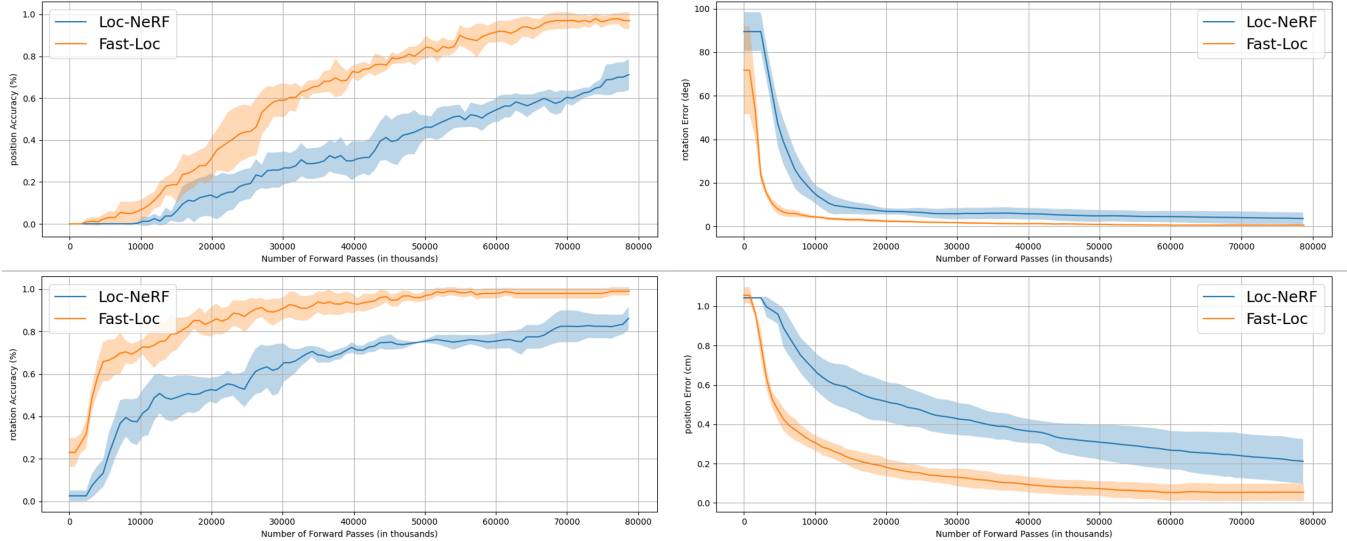 position Accuracy (%)
1.0
0.8
0.6
0.4
0.2
0.0
Loc-NeRF
Fast-Loc
0 10000 20000 30000 40000 50000 60000 70000 80000
Number of Forward Passes (in thousands)
rotation Error (deg)
100
80
60
40
20
0
Loc-NeRF
Fast-Loc
0 10000 20000 30000 40000 50000 60000 70000 80000
Number of Forward Passes (in thousands)
rotation Accuracy (%)
1.0
0.8
0.6
0.4
0.2
0.0
Loc-NeRF
Fast-Loc
0 10000 20000 30000 40000 50000 60000 70000 80000
Number of Forward Passes (in thousands)
position Error (cm)
1.0
0.8
0.6
0.4
0.2
0.0
Loc-NeRF
Fast-Loc
0 10000 20000 30000 40000 50000 60000 70000 80000
Number of Forward Passes (in thousands)